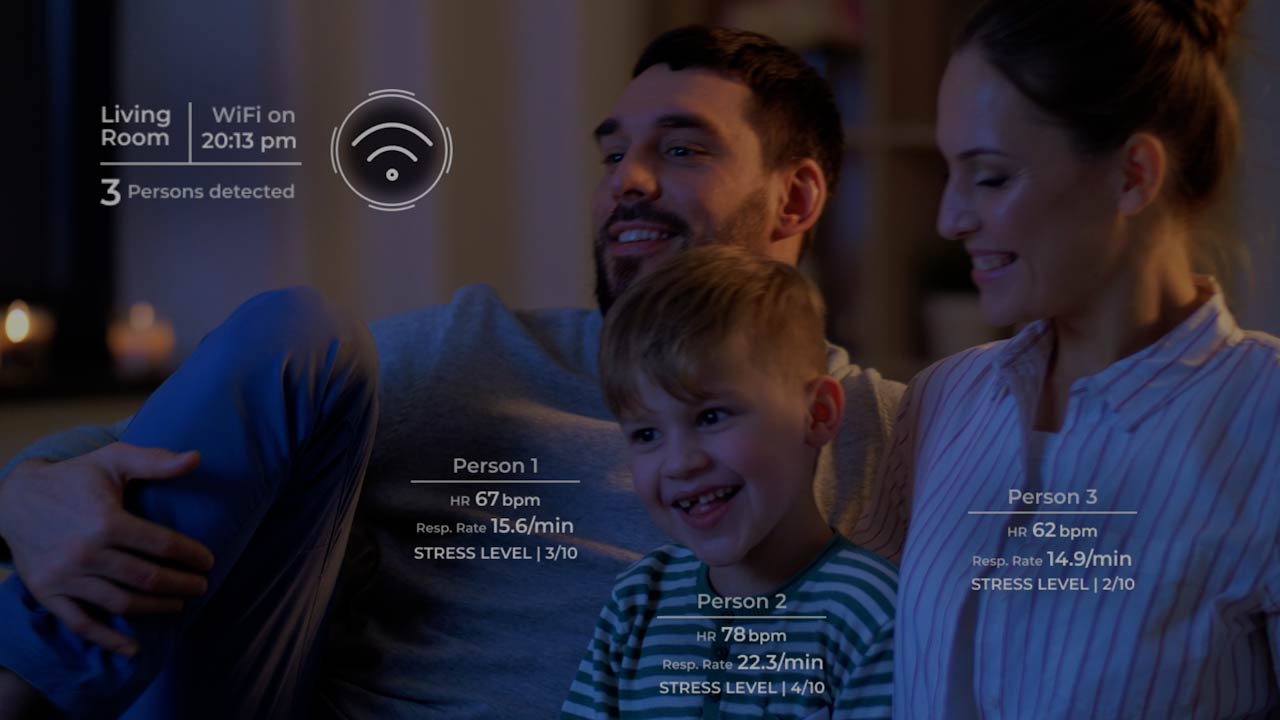 Living Room
WiFi on
20:13 pm
3 Persons detected
Person 1
HR 67 bpm
Resp. Rate 15.6/min
STRESS LEVEL | 3/10
Person 2
HR 78 bpm
Resp. Rate 22.3/min
STRESS LEVEL | 4/10
Person 3
HR 62 bpm
Resp. Rate 14.9/min
STRESS LEVEL | 2/10